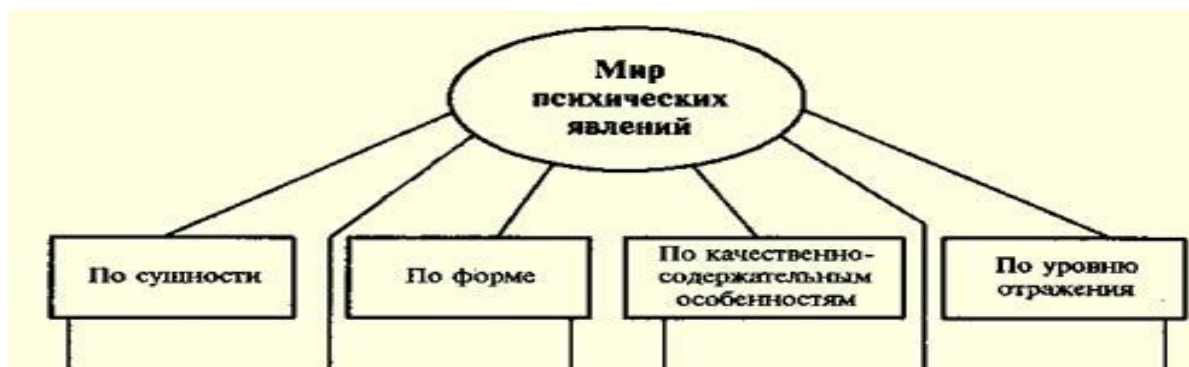 Мир
психических
явлений
По сущности
По форме
По качественно-
содержательным
особенностям
По уровню
отражения